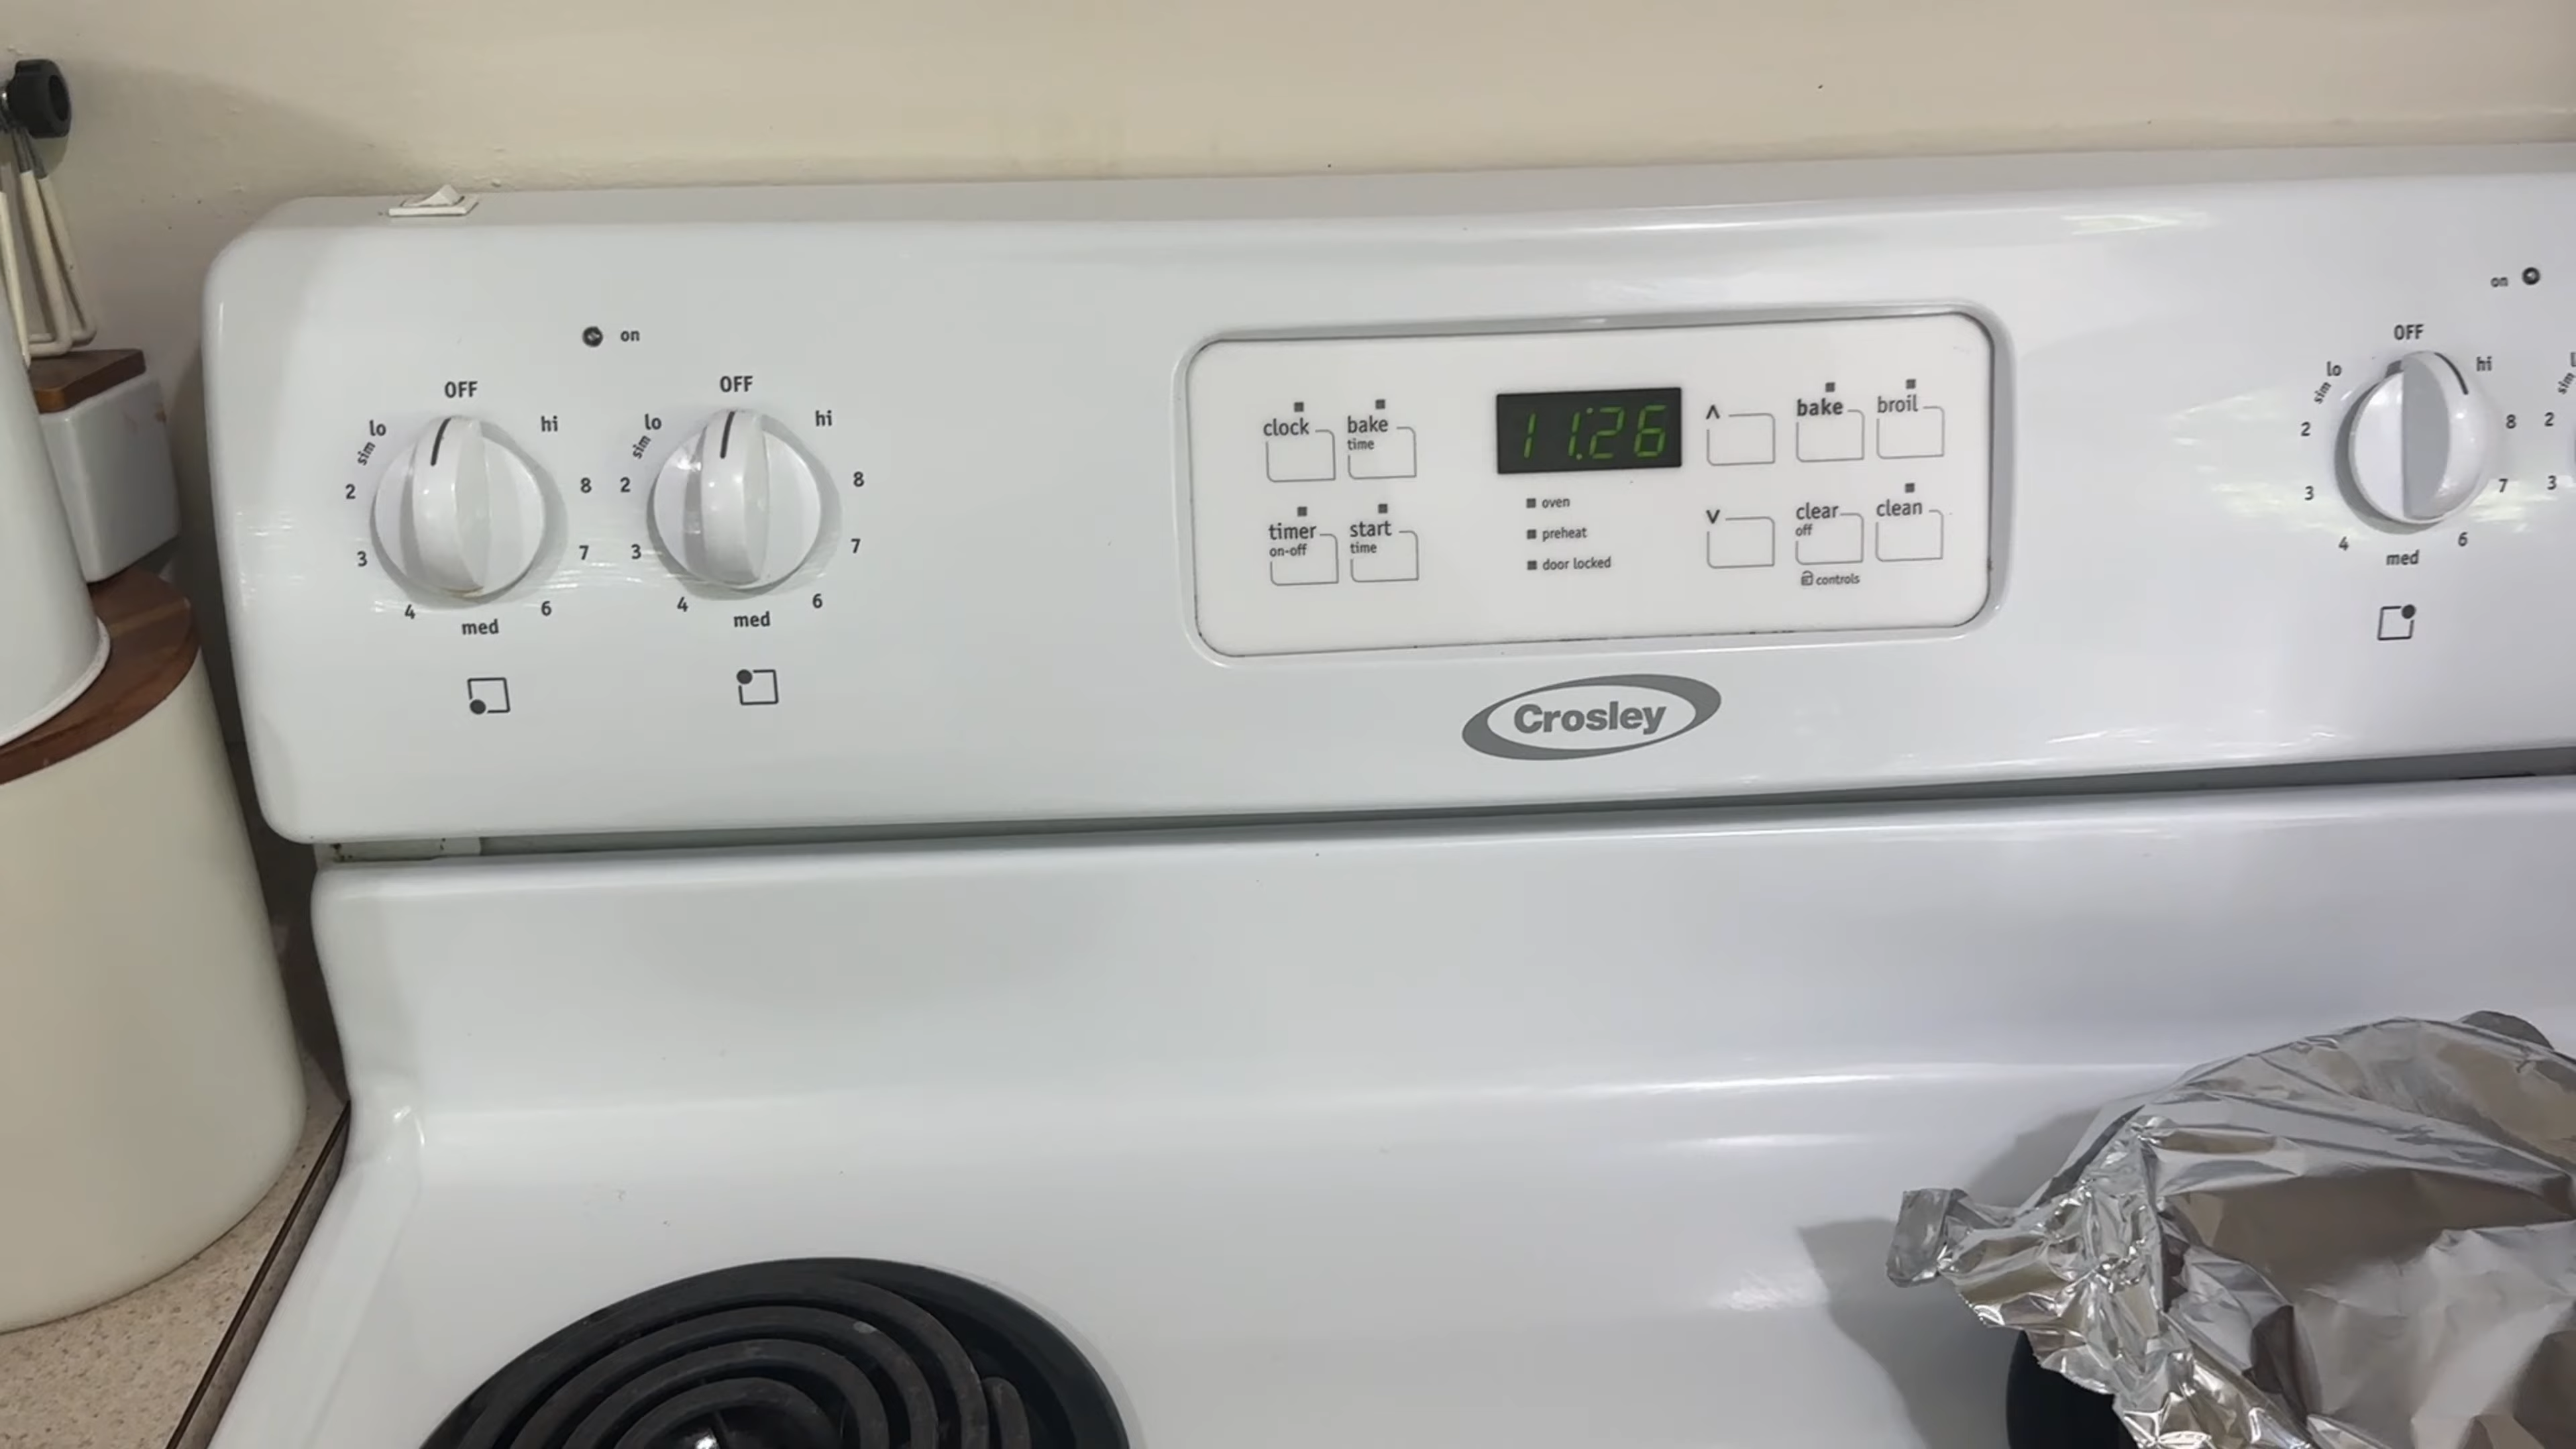 on
OFF
lo
sim
2
3
4
med
6
7
8
hi
OFF
lo
sim
2
3
4
med
6
7
8
hi
clock
bake
time
timer
on-off
start
time
11:26
oven
preheat
door locked
Λ
V
bake
broil
clear
off
controls
clean
Crosley
on
OFF
lo
sim
2
3
4
med
6
7
8
hi
sim
2
3